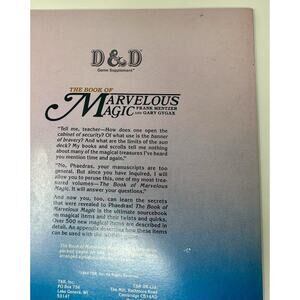 D&D
Game Supplement
THE BOOK OF
MARVELOUS
MAGIC
FRANK MENTZER
AND GARY GYGAX
"Tell me, teacher—How does one open the
cabinet of security? Of what use is the banner
of bravery? And what are the limits of the sun
deck? My books and scrolls tell me nothing
about many of the magical treasures I've heard
you mention time and again."
"No, Phaedras, your manuscripts are too
general. But since you have inquired, I will
allow you to peruse this, one of my most trea-
sured volumes—The Book of Marvelous
Magic. It will answer your questions."
And now you, too, can learn the secrets
that were revealed to Phaedras! The Book of
Marvelous Magic is the ultimate sourcebook
on magical items and their twists and quirks.
Over 500 new magical items are described in
detail. An appendix describes how these items
can be used with the
The Book of
TSR, Inc.
PO Box 756
Lake Geneva, WI
53147
TSR UK Ltd.
The Mill, Rathmore Road
Cambridge CB14AD